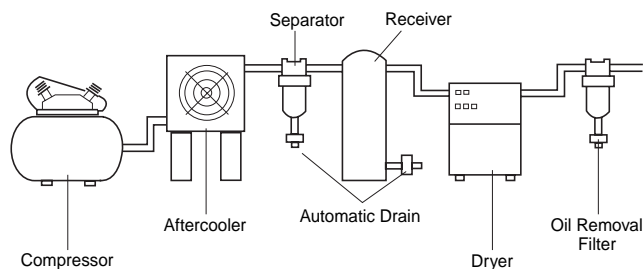 Separator
Receiver
Aftercooler
Automatic Drain
Oil Removal
Filter
Compressor
Dryer